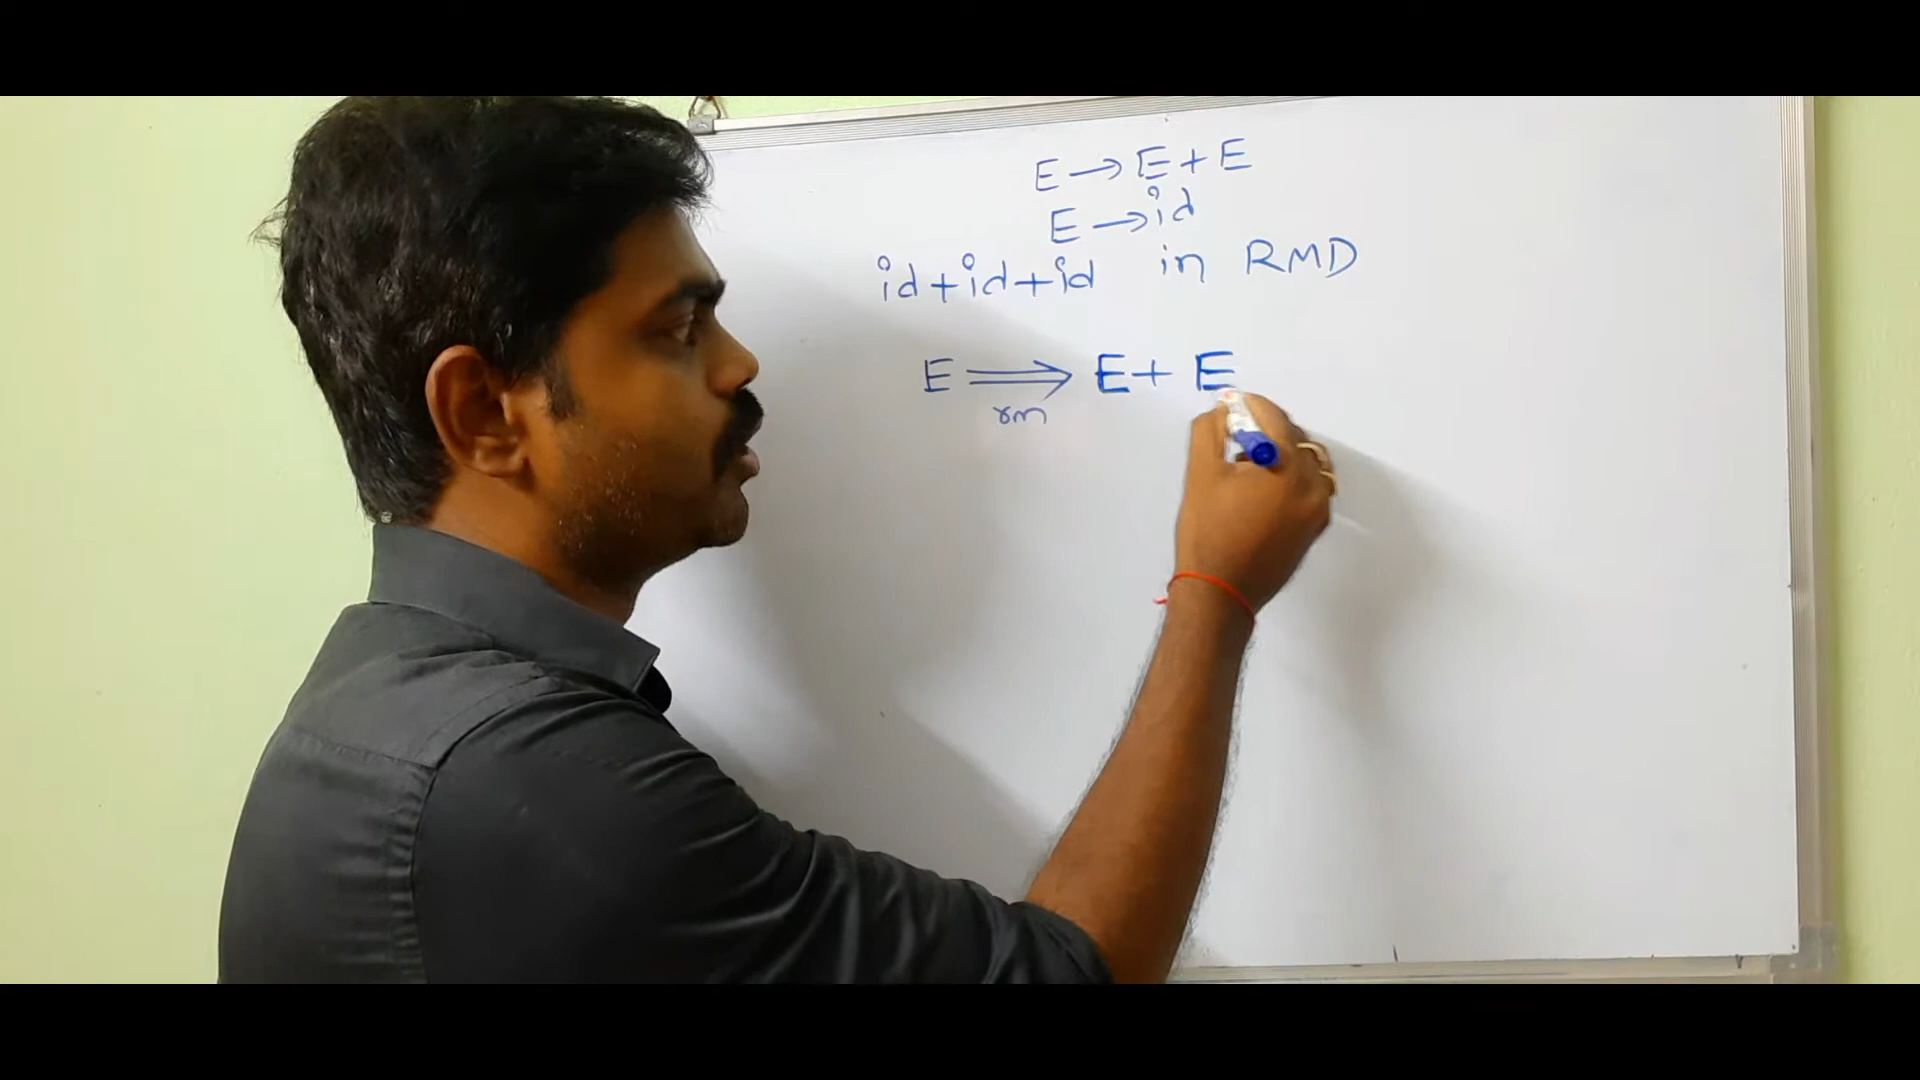 E → E + E
E → id
id + id + id in RMD
E ⇒ E + E
rm